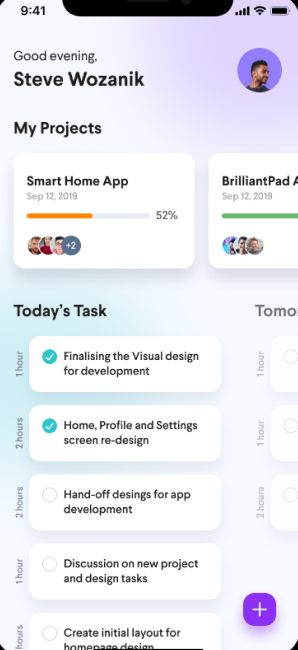 9:41
Good evening,
Steve Wozanik
My Projects
Smart Home App
Sep 12, 2019
52%
+2
BrilliantPad A
Sep 12, 2019
Today's Task
Tomor
1 hour
Finalising the Visual design
for development
1 hour
2 hours
Home, Profile and Settings
screen re-design
1 hour
2 hours
Hand-off desings for app
development
2 hours
1 hour
Discussion on new project
and design tasks
hours
Create initial layout for
homepage design